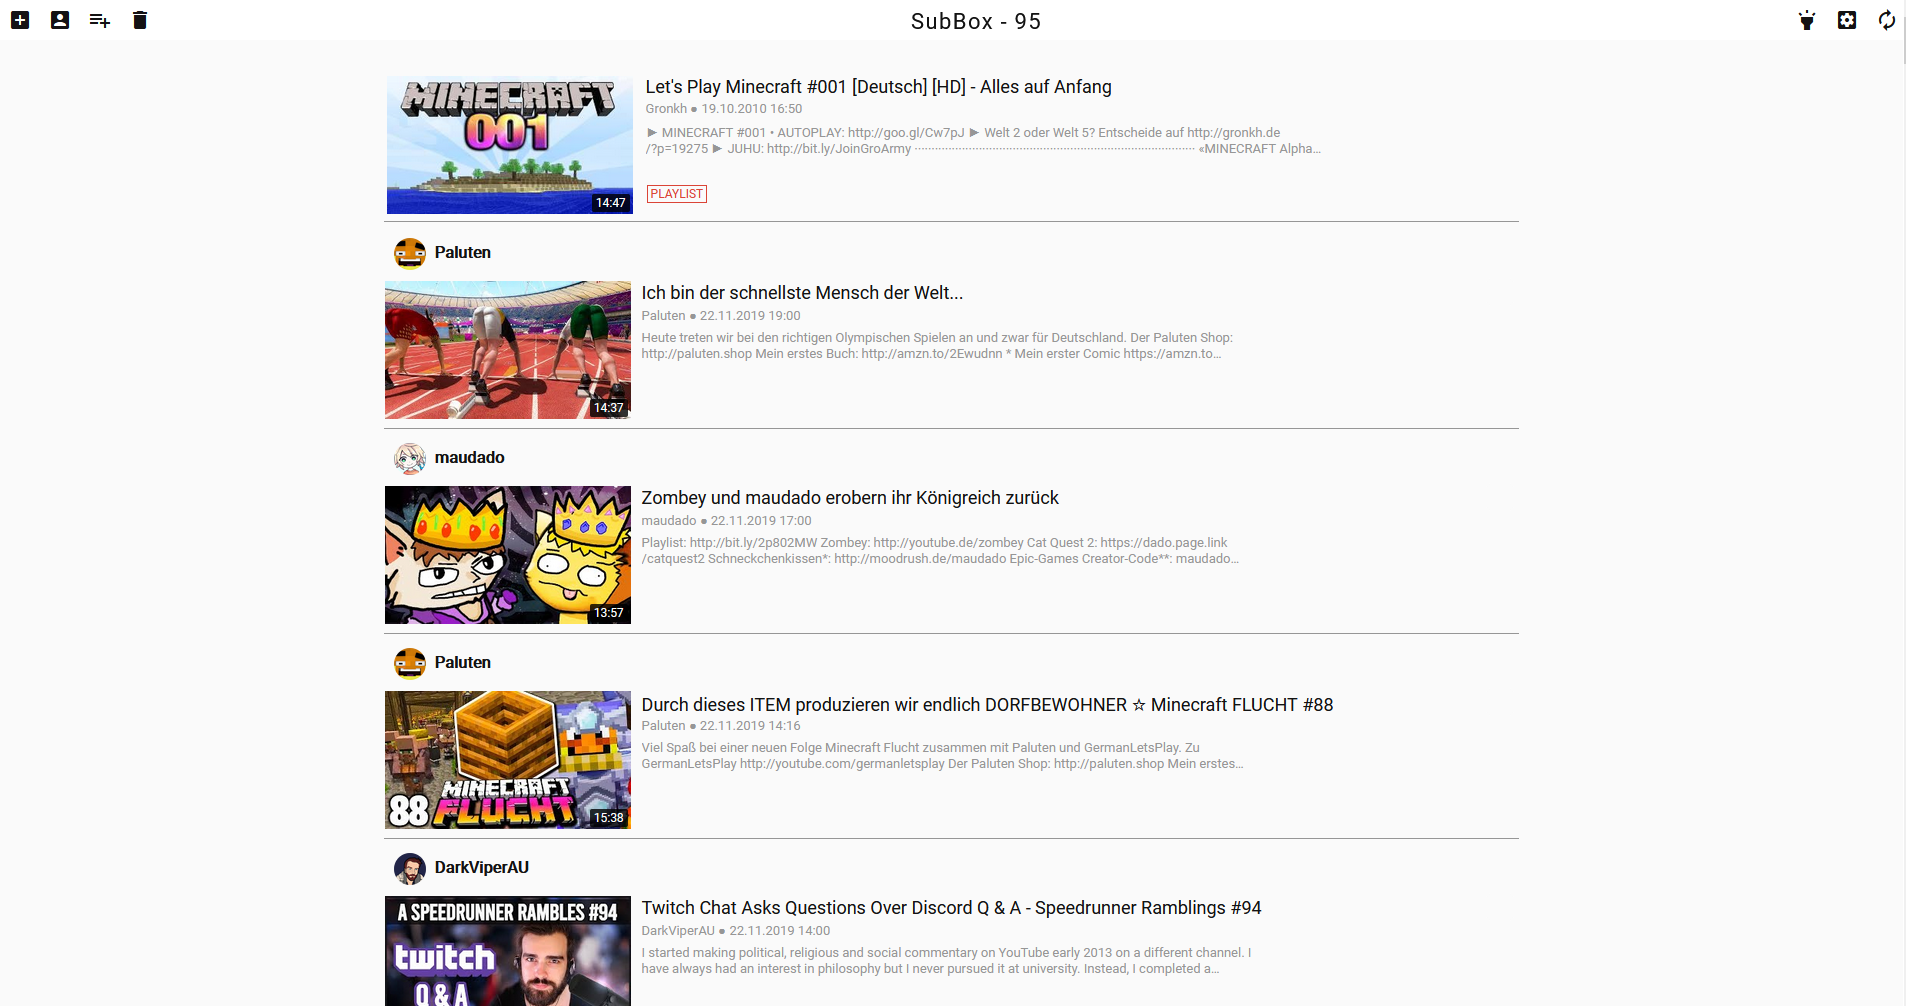 SubBox - 95
MINECRAFT
001
14:47
Let's Play Minecraft #001 [Deutsch] [HD] - Alles auf Anfang
Gronkh ● 19.10.2010 16:50
► MINECRAFT #001 • AUTOPLAY: http://goo.gl/Cw7pJ ► Welt 2 oder Welt 5? Entscheide auf http://gronkh.de
/?p=19275 ► JUHU: http://bit.ly/JoinGroArmy ···················································································· «MINECRAFT Alpha...
PLAYLIST
Paluten
14:37
Ich bin der schnellste Mensch der Welt...
Paluten ● 22.11.2019 19:00
Heute treten wir bei den richtigen Olympischen Spielen an und zwar für Deutschland. Der Paluten Shop:
http://paluten.shop Mein erstes Buch: http://amzn.to/2Ewudnn * Mein erster Comic https://amzn.to...
maudado
13:57
Zombey und maudado erobern ihr Königreich zurück
maudado ● 22.11.2019 17:00
Playlist: http://bit.ly/2p802MW Zombey: http://youtube.de/zombey Cat Quest 2: https://dado.page.link
/catquest2 Schneckchenkissen*: http://moodrush.de/maudado Epic-Games Creator-Code**: maudado...
Paluten
MINECRAFT
88 FLUCHT
15:38
Durch dieses ITEM produzieren wir endlich DORFBEWOHNER ☆ Minecraft FLUCHT #88
Paluten ● 22.11.2019 14:16
Viel Spaß bei einer neuen Folge Minecraft Flucht zusammen mit Paluten und GermanLetsPlay. Zu
GermanLetsPlay http://youtube.com/germanletsplay Der Paluten Shop: http://paluten.shop Mein erstes...
DarkViperAU
A SPEEDRUNNER RAMBLES #94
twitch
Q & A
Twitch Chat Asks Questions Over Discord Q & A - Speedrunner Ramblings #94
DarkViperAU ● 22.11.2019 14:00
I started making political, religious and social commentary on YouTube early 2013 on a different channel. I
have always had an interest in philosophy but I never pursued it at university. Instead, I completed a...